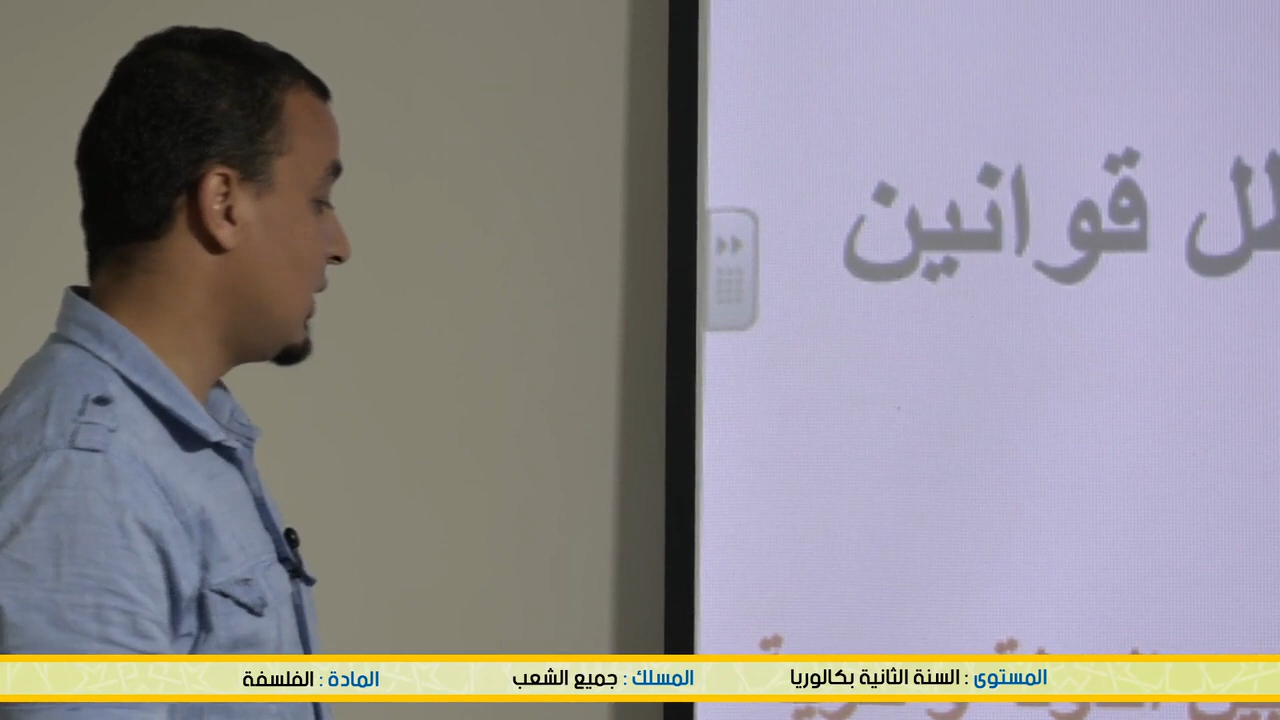 قوانين
المستوى : السنة الثانية بكالوريا
المسلك : جميع الشعب
المادة : الفلسفة